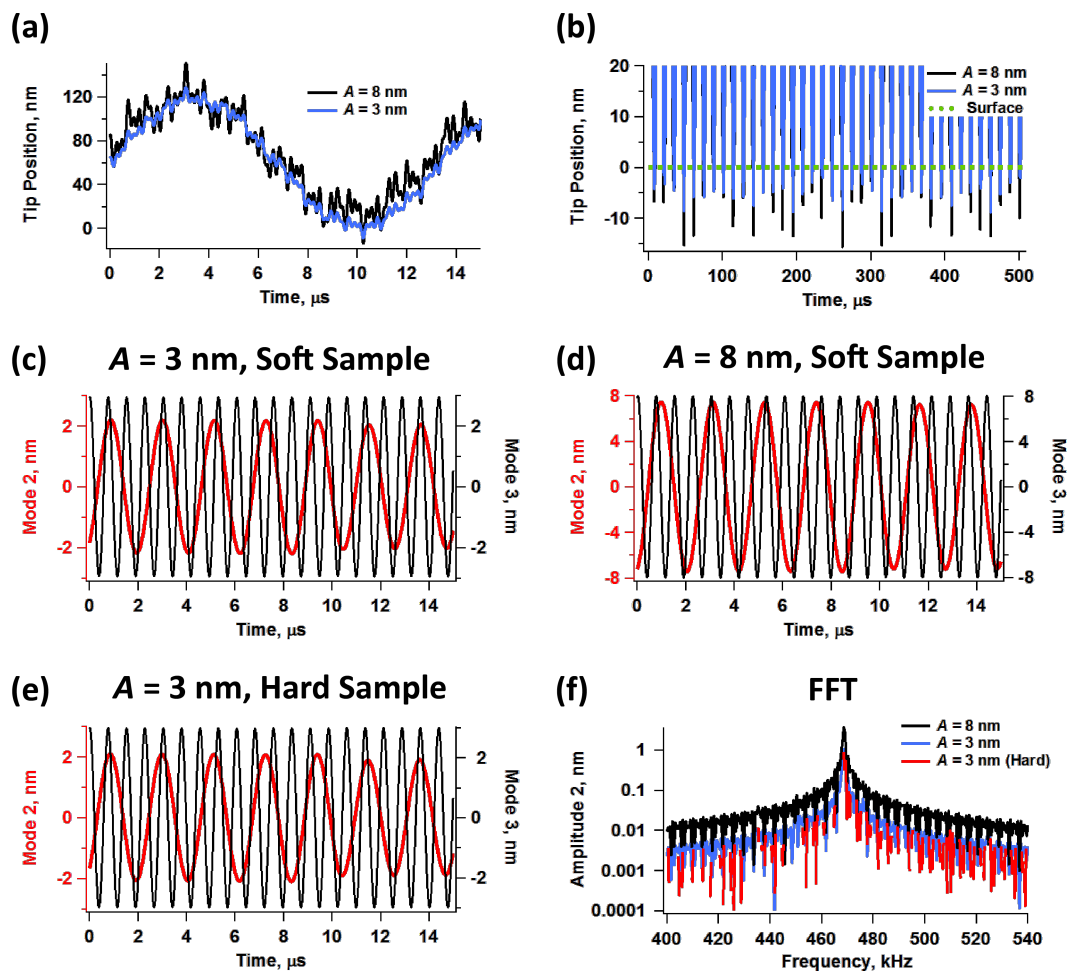 (a)
Tip Position, nm
120
80
40
0
A = 8 nm
A = 3 nm
0 2 4 6 8 10 12 14
Time, μs
(b)
Tip Position, nm
20
10
0
-10
A = 8 nm
A = 3 nm
Surface
0 100 200 300 400 500
Time, μs
(c) A = 3 nm, Soft Sample
Mode 2, nm
2
0
-2
Mode 3, nm
2
0
-2
0 2 4 6 8 10 12 14
Time, μs
(d) A = 8 nm, Soft Sample
Mode 2, nm
8
4
0
-4
-8
Mode 3, nm
8
4
0
-4
-8
0 2 4 6 8 10 12 14
Time, μs
(e) A = 3 nm, Hard Sample
Mode 2, nm
2
0
-2
Mode 3, nm
2
0
-2
0 2 4 6 8 10 12 14
Time, μs
(f) FFT
Amplitude 2, nm
1
0.1
0.01
0.001
0.0001
A = 8 nm
A = 3 nm
A = 3 nm (Hard)
400 420 440 460 480 500 520 540
Frequency, kHz